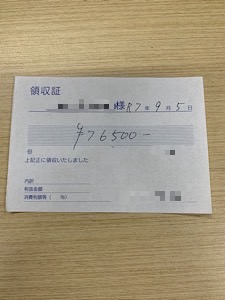 領収証
様 R7年9月5日
¥76500-
但
上記正に領収いたしました
内訳
税抜金額
消費税額等（　％）